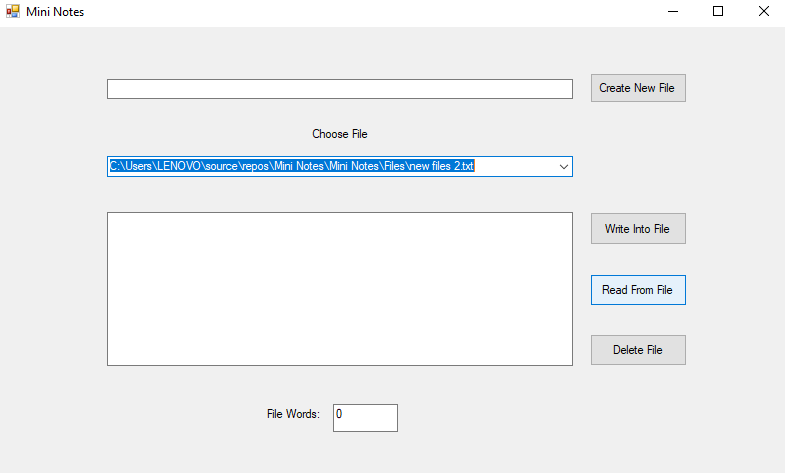 Mini Notes
Create New File
Choose File
C:\Users\LENOVO\source\repos\Mini Notes\Mini Notes\Files\new files 2.txt
Write Into File
Read From File
Delete File
File Words: 0